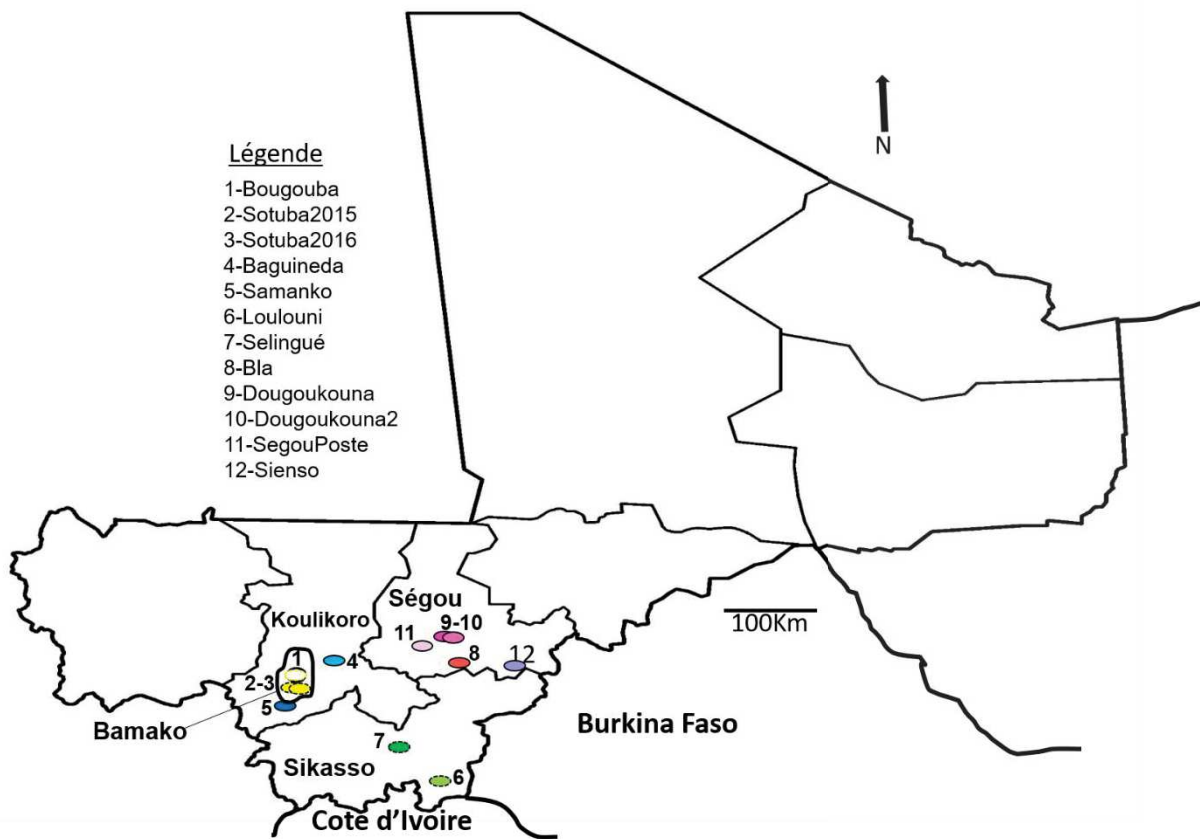 N
Légende
1-Bougouba
2-Sotuba2015
3-Sotuba2016
4-Baguineda
5-Samanko
6-Loulouni
7-Selingué
8-Bla
9-Dougoukouna
10-Dougoukouna2
11-SegouPoste
12-Sienso
Ségou
Koulikoro
9-10
11
100Km
1
4
8
12
2-3
5
Bamako
Burkina Faso
7
Sikasso
6
Coté d'Ivoire